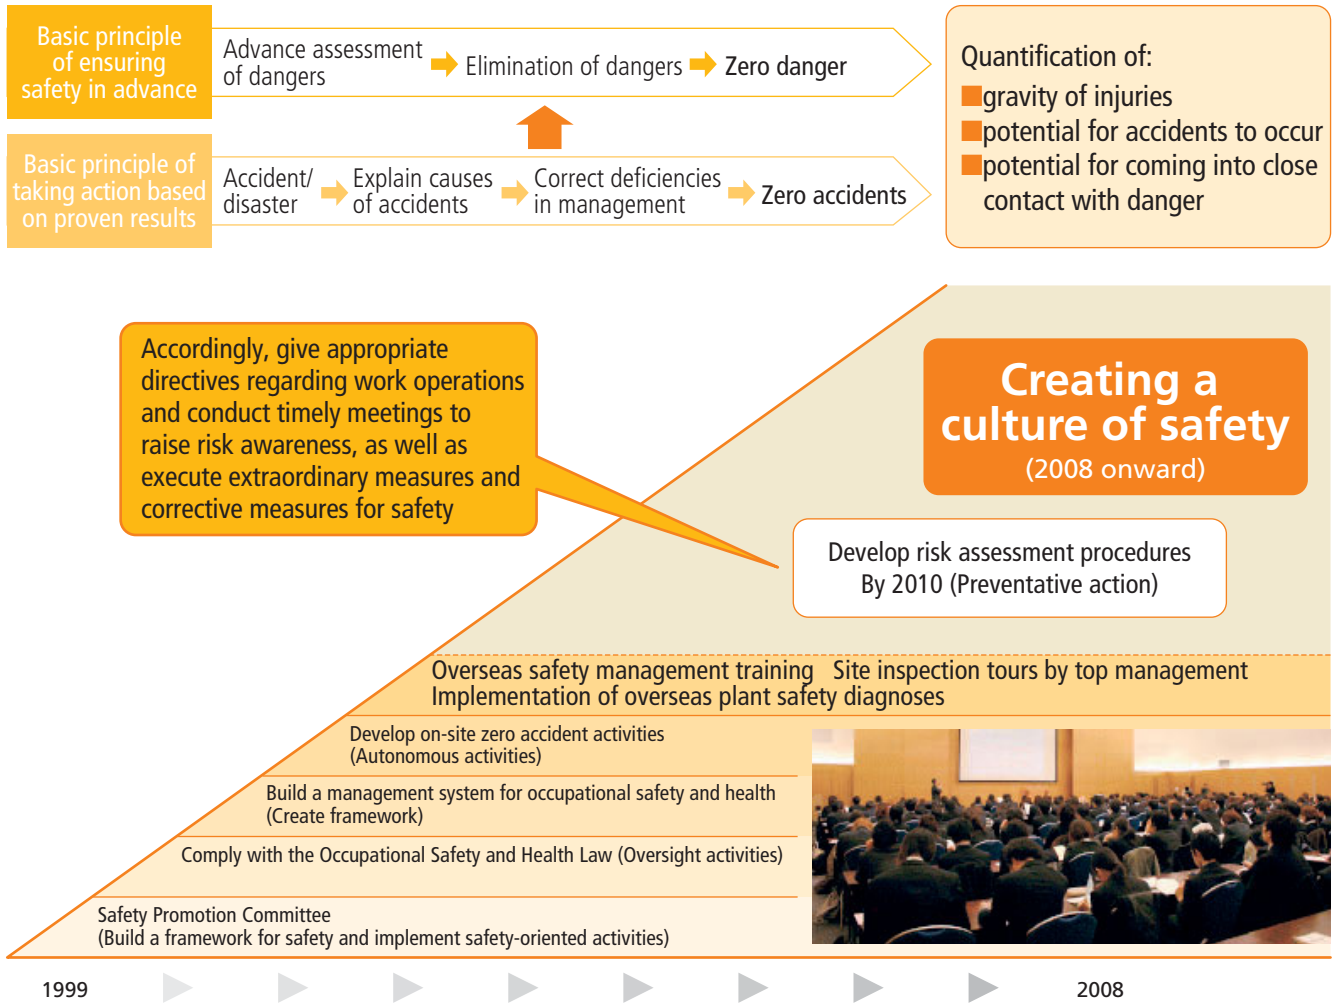 Basic principle
of ensuring
safety in advance
Advance assessment
of dangers
Elimination of dangers
Zero danger
Basic principle of
taking action based
on proven results
Accident/
disaster
Explain causes
of accidents
Correct deficiencies
in management
Zero accidents
Quantification of:
gravity of injuries
potential for accidents to occur
potential for coming into close
contact with danger
Accordingly, give appropriate
directives regarding work operations
and conduct timely meetings to
raise risk awareness, as well as
execute extraordinary measures and
corrective measures for safety
Creating a
culture of safety
(2008 onward)
Develop risk assessment procedures
By 2010 (Preventative action)
Overseas safety management training Site inspection tours by top management
Implementation of overseas plant safety diagnoses
Develop on-site zero accident activities
(Autonomous activities)
Build a management system for occupational safety and health
(Create framework)
Comply with the Occupational Safety and Health Law (Oversight activities)
Safety Promotion Committee
(Build a framework for safety and implement safety-oriented activities)
1999
2008